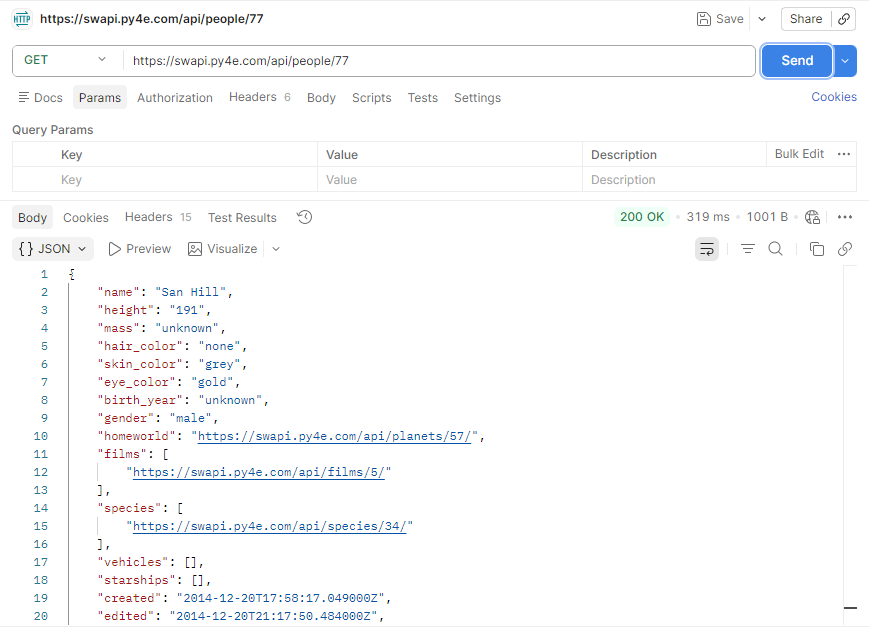 HTTP https://swapi.py4e.com/api/people/77 Save Share
GET https://swapi.py4e.com/api/people/77 Send
Docs Params Authorization Headers 6 Body Scripts Tests Settings Cookies
Query Params
Key Value Description Bulk Edit
Key Value Description
Body Cookies Headers 15 Test Results 200 OK 319 ms 1001 B
{} JSON Preview Visualize
1 {
2 "name": "San Hill",
3 "height": "191",
4 "mass": "unknown",
5 "hair_color": "none",
6 "skin_color": "grey",
7 "eye_color": "gold",
8 "birth_year": "unknown",
9 "gender": "male",
10 "homeworld": "https://swapi.py4e.com/api/planets/57/",
11 "films": [
12 "https://swapi.py4e.com/api/films/5/"
13 ],
14 "species": [
15 "https://swapi.py4e.com/api/species/34/"
16 ],
17 "vehicles": [],
18 "starships": [],
19 "created": "2014-12-20T17:58:17.049000Z",
20 "edited": "2014-12-20T21:17:50.484000Z",